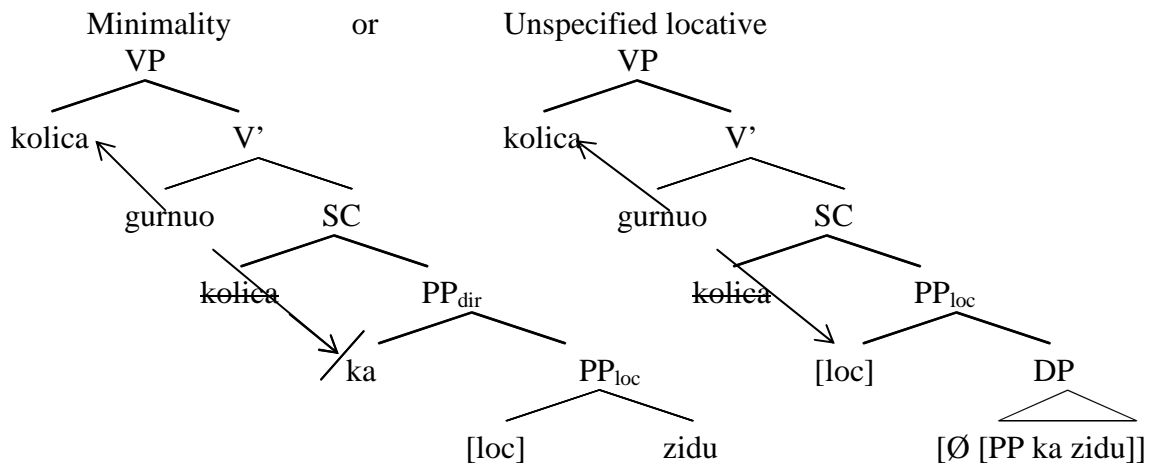 Minimality or Unspecified locative
VP VP
kolica V’ kolica V’
gurnuo SC gurnuo SC
kolica PPdir kolica PPloc
ka PPloc [loc] DP
[loc] zidu [Ø [PP ka zidu]]